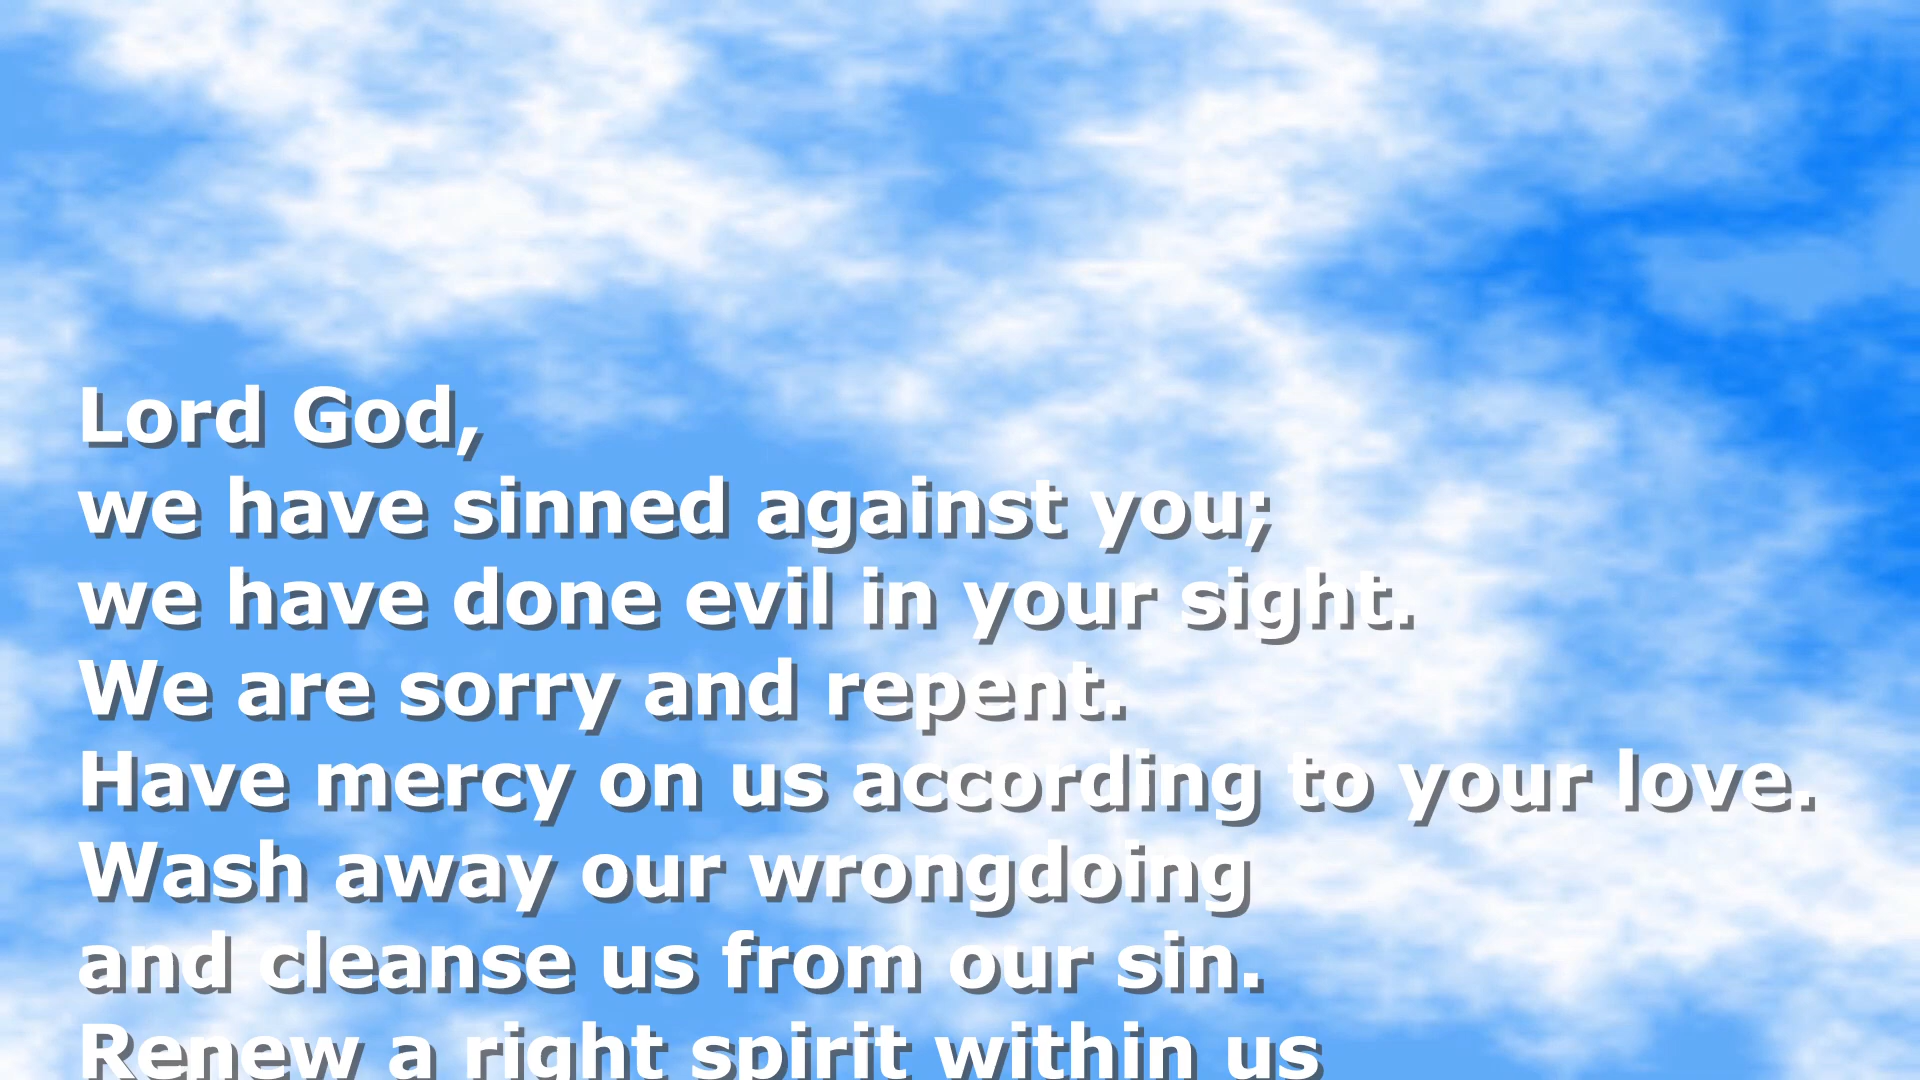 Lord God,
we have sinned against you;
we have done evil in your sight.
We are sorry and repent.
Have mercy on us according to your love.
Wash away our wrongdoing
and cleanse us from our sin.
Renew a right spirit within us